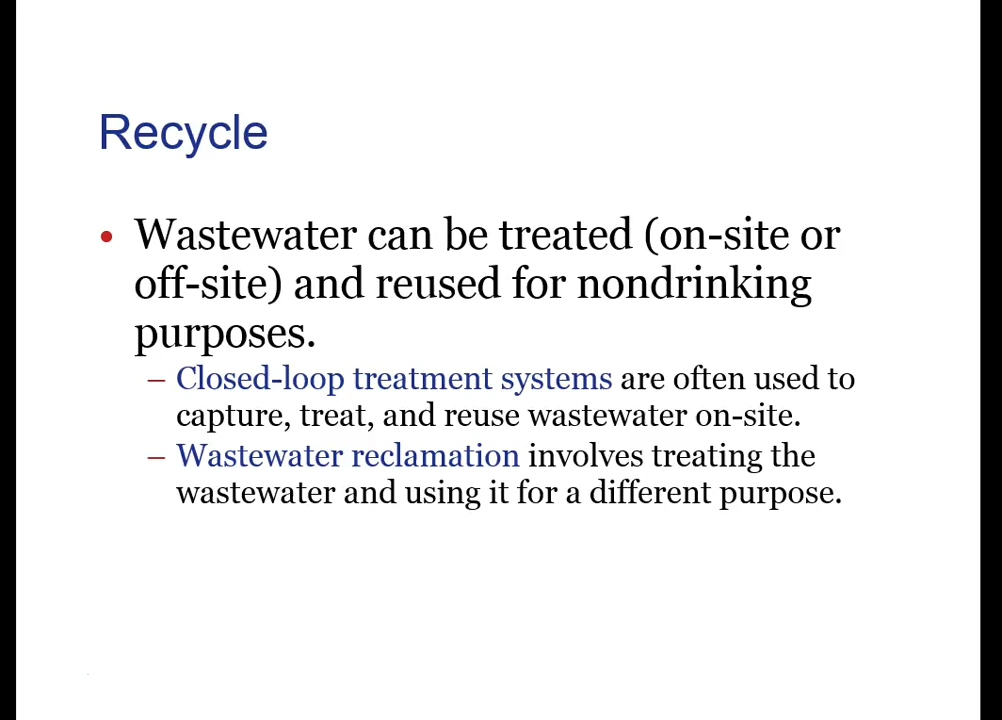 Recycle
• Wastewater can be treated (on-site or
off-site) and reused for nondrinking
purposes.
– Closed-loop treatment systems are often used to
capture, treat, and reuse wastewater on-site.
– Wastewater reclamation involves treating the
wastewater and using it for a different purpose.